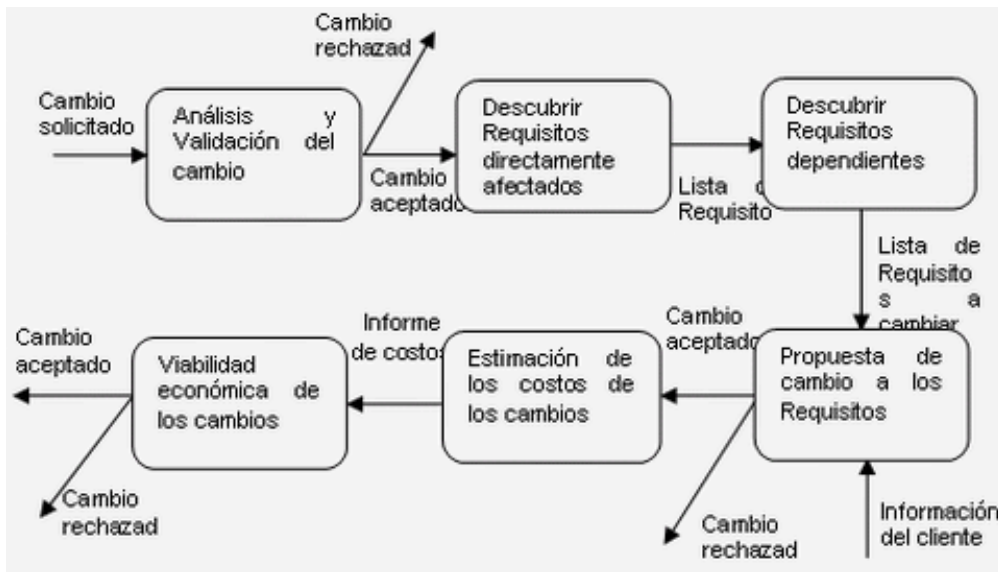 Cambio
rechazad
Cambio
solicitado
Análisis y
Validación del
cambio
Cambio
aceptado
Descubrir
Requisitos
directamente
afectados
Lista
Requisito
Descubrir
Requisitos
dependientes
Lista de
Requisito
s a
cambiar
Propuesta de
cambio a los
Requisitos
Información
del cliente
Cambio
aceptado
Cambio
rechazad
Estimación de
los costos de
los cambios
Informe
de costos
Viabilidad
económica de
los cambios
Cambio
aceptado
Cambio
rechazad